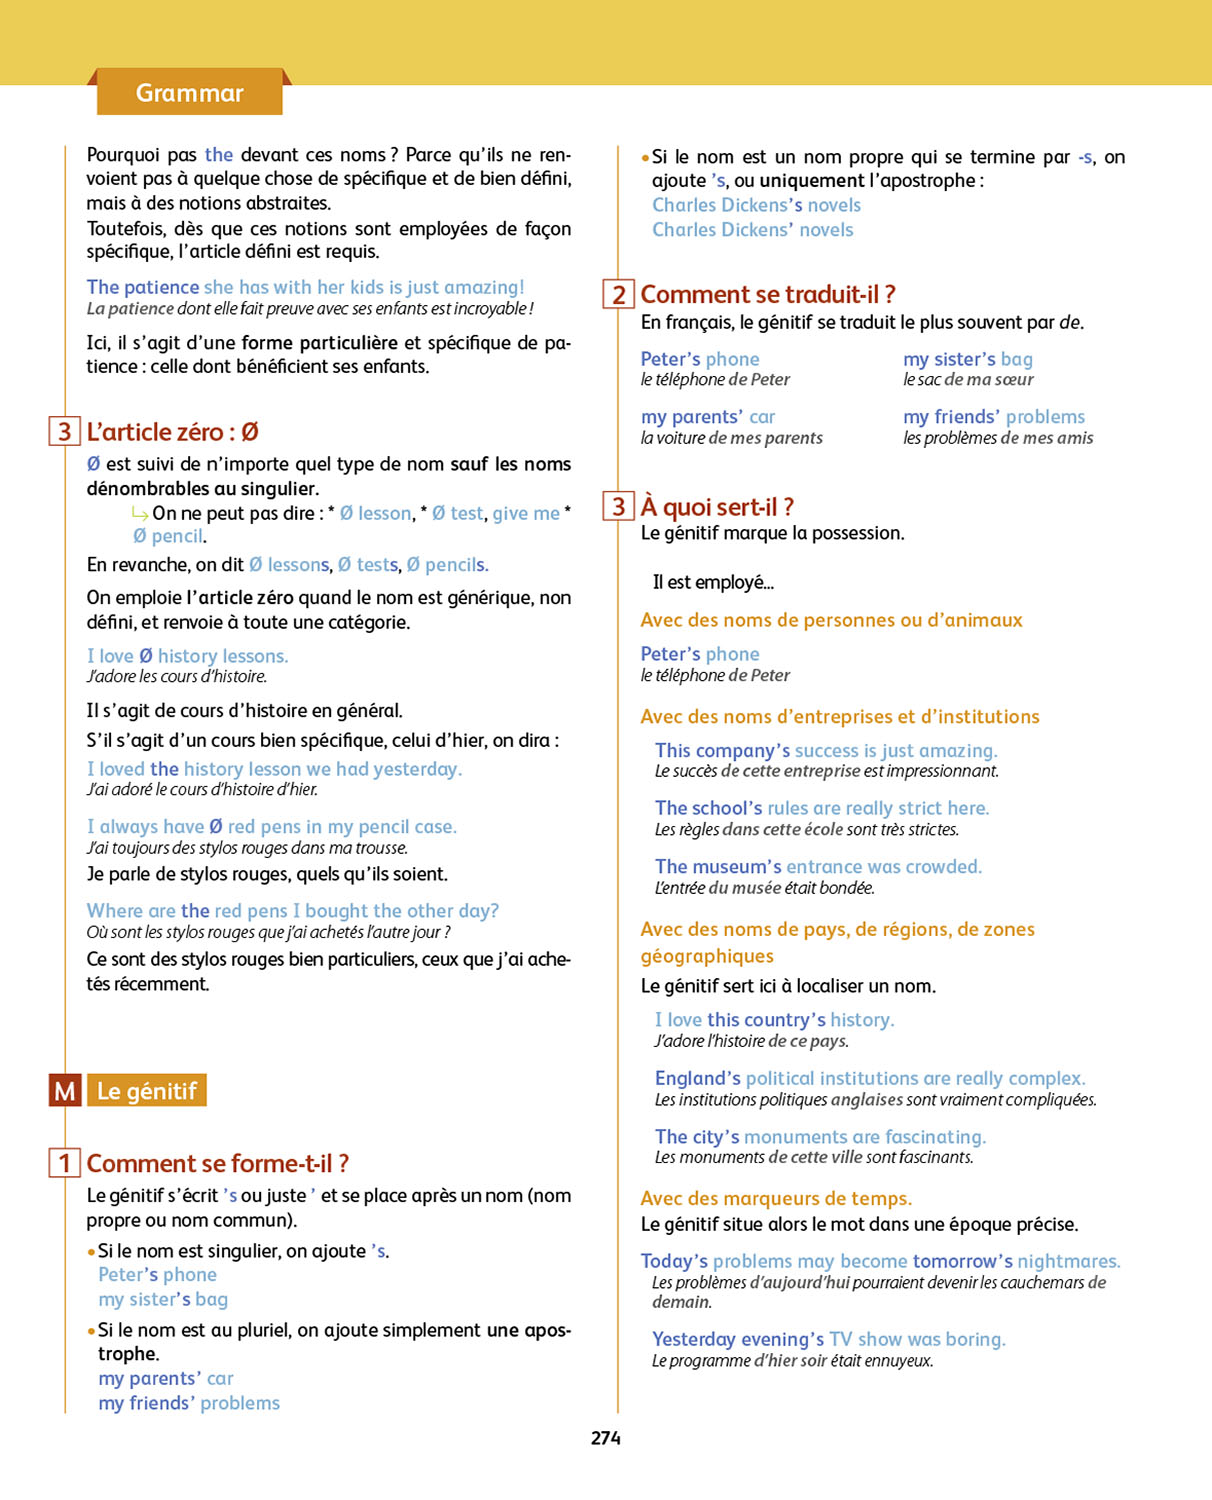 Grammar
Pourquoi pas the devant ces noms ? Parce qu’ils ne ren-
voient pas à quelque chose de spécifique et de bien défini,
mais à des notions abstraites.
Toutefois, dès que ces notions sont employées de façon
spécifique, l’article défini est requis.
The patience she has with her kids is just amazing!
La patience dont elle fait preuve avec ses enfants est incroyable !
Ici, il s’agit d’une forme particulière et spécifique de pa-
tience : celle dont bénéficient ses enfants.
3 L’article zéro : Ø
Ø est suivi de n’importe quel type de nom sauf les noms
dénombrables au singulier.
↳ On ne peut pas dire : * Ø lesson, * Ø test, give me *
Ø pencil.
En revanche, on dit Ø lessons, Ø tests, Ø pencils.
On emploie l’article zéro quand le nom est générique, non
défini, et renvoie à toute une catégorie.
I love Ø history lessons.
J’adore les cours d’histoire.
Il s’agit de cours d’histoire en général.
S’il s’agit d’un cours bien spécifique, celui d’hier, on dira :
I loved the history lesson we had yesterday.
J’ai adoré le cours d’histoire d’hier.
I always have Ø red pens in my pencil case.
J’ai toujours des stylos rouges dans ma trousse.
Je parle de stylos rouges, quels qu’ils soient.
Where are the red pens I bought the other day?
Où sont les stylos rouges que j’ai achetés l’autre jour ?
Ce sont des stylos rouges bien particuliers, ceux que j’ai ache-
tés récemment.
M Le génitif
1 Comment se forme-t-il ?
Le génitif s’écrit ’s ou juste ’ et se place après un nom (nom
propre ou nom commun).
• Si le nom est singulier, on ajoute ’s.
Peter’s phone
my sister’s bag
• Si le nom est au pluriel, on ajoute simplement une apos-
trophe.
my parents’ car
my friends’ problems
• Si le nom est un nom propre qui se termine par -s, on
ajoute ’s, ou uniquement l’apostrophe :
Charles Dickens’s novels
Charles Dickens’ novels
2 Comment se traduit-il ?
En français, le génitif se traduit le plus souvent par de.
Peter’s phone my sister’s bag
le téléphone de Peter le sac de ma sœur
my parents’ car my friends’ problems
la voiture de mes parents les problèmes de mes amis
3 À quoi sert-il ?
Le génitif marque la possession.
Il est employé...
Avec des noms de personnes ou d’animaux
Peter’s phone
le téléphone de Peter
Avec des noms d’entreprises et d’institutions
This company’s success is just amazing.
Le succès de cette entreprise est impressionnant.
The school’s rules are really strict here.
Les règles dans cette école sont très strictes.
The museum’s entrance was crowded.
L’entrée du musée était bondée.
Avec des noms de pays, de régions, de zones
géographiques
Le génitif sert ici à localiser un nom.
I love this country’s history.
J’adore l’histoire de ce pays.
England’s political institutions are really complex.
Les institutions politiques anglaises sont vraiment compliquées.
The city’s monuments are fascinating.
Les monuments de cette ville sont fascinants.
Avec des marqueurs de temps.
Le génitif situe alors le mot dans une époque précise.
Today’s problems may become tomorrow’s nightmares.
Les problèmes d’aujourd’hui pourraient devenir les cauchemars de
demain.
Yesterday evening’s TV show was boring.
Le programme d’hier soir était ennuyeux.
274